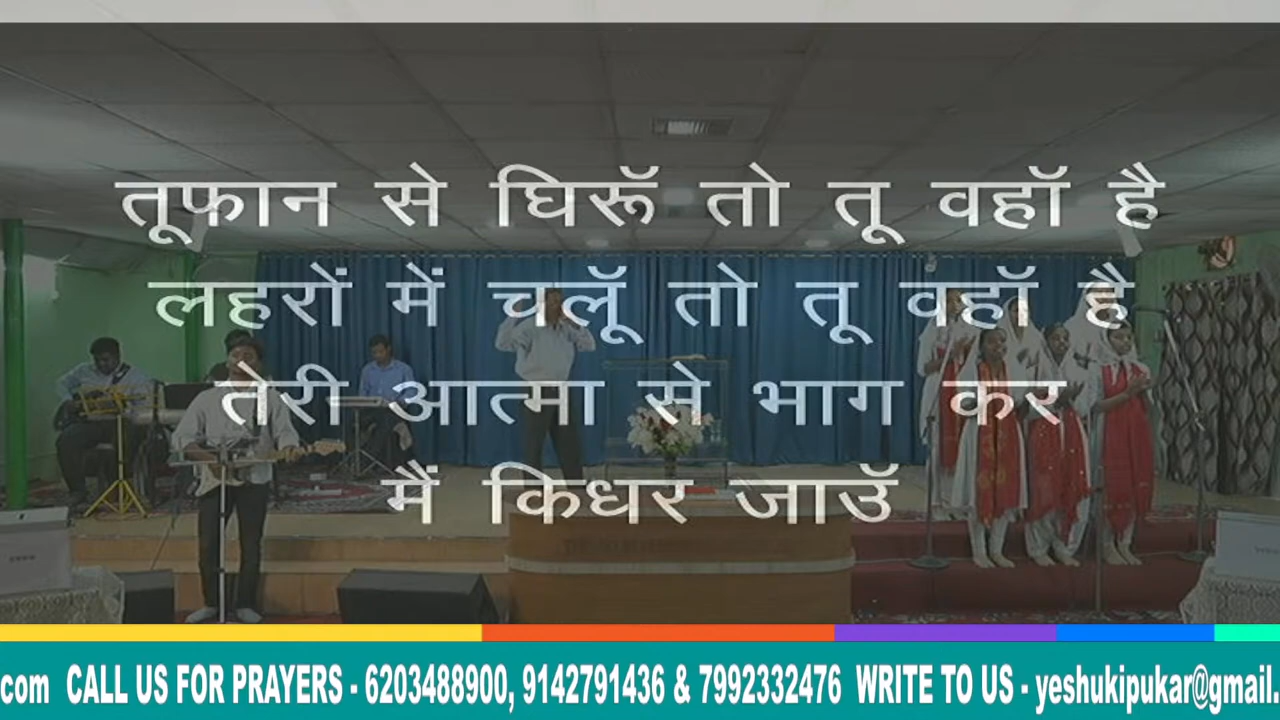 तूफान से घिरूॅ तो तू वहाॅ है
लहरों में चलूॅ तो तू वहाॅ है
तेरी आत्मा से भाग कर
मैं किधर जाउॅ
com CALL US FOR PRAYERS - 6203488900, 9142791436 & 7992332476 WRITE TO US - yeshukipukar@gmail.